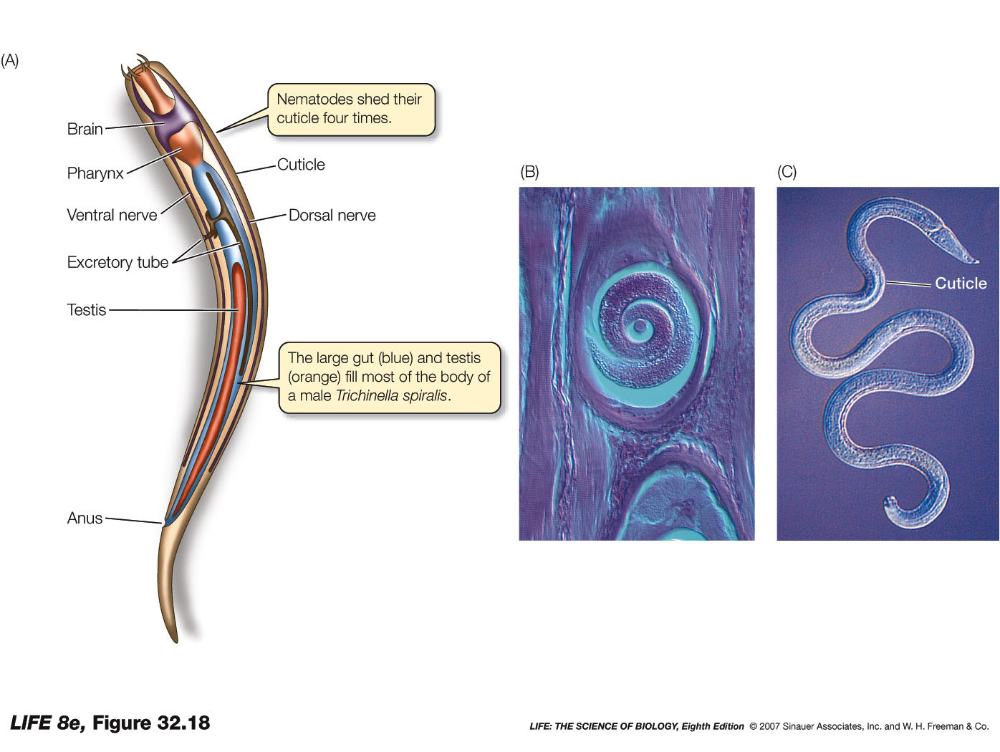 (A)
Nematodes shed their
cuticle four times.
Brain
Pharynx
Cuticle
Ventral nerve
Dorsal nerve
Excretory tube
Testis
The large gut (blue) and testis
(orange) fill most of the body of
a male Trichinella spiralis.
Anus
(B)
(C)
Cuticle
LIFE 8e, Figure 32.18
LIFE: THE SCIENCE OF BIOLOGY, Eighth Edition © 2007 Sinauer Associates, Inc. and W. H. Freeman & Co.